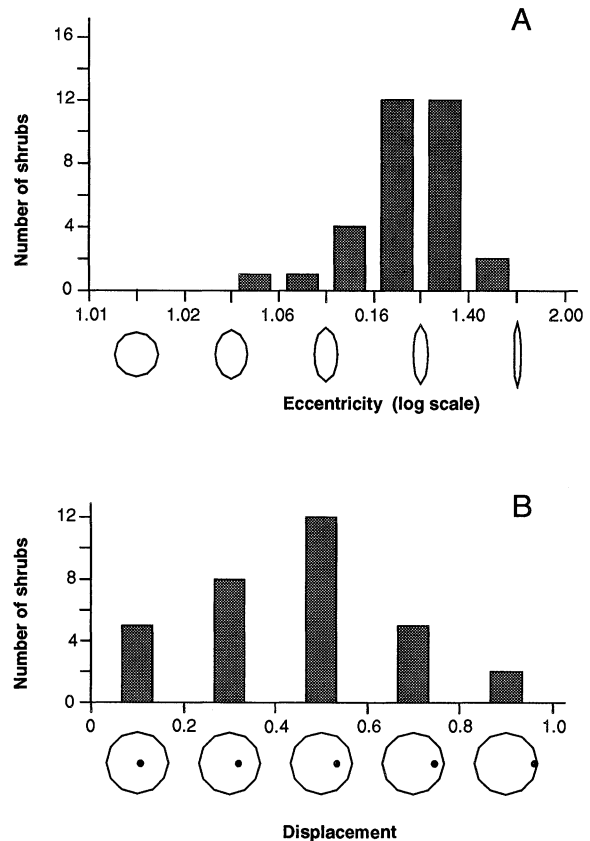 A
16
12
8
4
0
Number of shrubs
1.01 1.02 1.06 0.16 1.40 2.00
Eccentricity (log scale)
B
12
8
4
0
Number of shrubs
0 0.2 0.4 0.6 0.8 1.0
Displacement